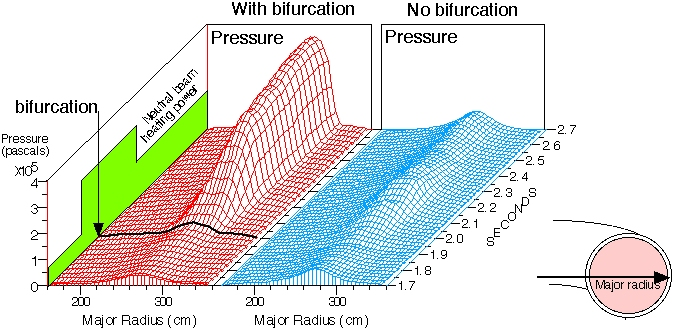 With bifurcation
No bifurcation
Pressure
Pressure
Neutral beam
heating power
bifurcation
Pressure
(pascals)
X10^5
4
3
2
1
0
2.7
2.6
2.5
2.4
2.3
2.2
2.1
2.0
1.9
1.8
1.7
SECONDS
200
300
200
300
Major Radius (cm)
Major Radius (cm)
Major radius